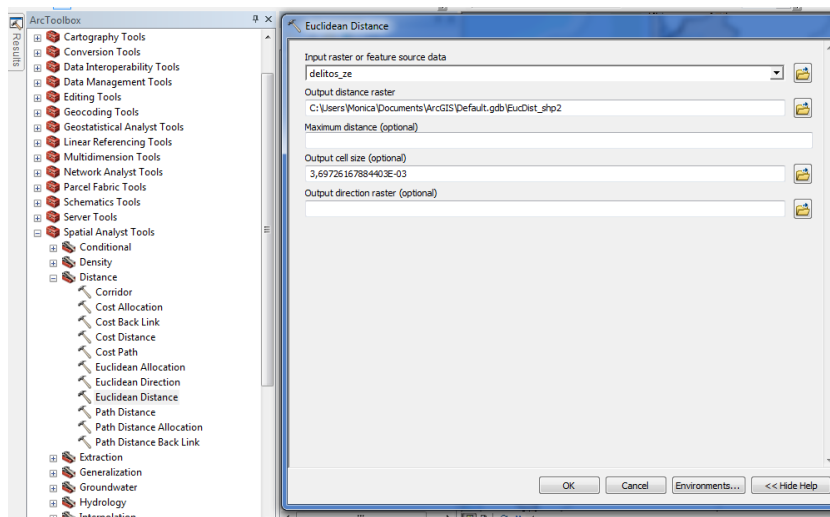 ArcToolbox
Results
Cartography Tools
Conversion Tools
Data Interoperability Tools
Data Management Tools
Editing Tools
Geocoding Tools
Geostatistical Analyst Tools
Linear Referencing Tools
Multidimension Tools
Network Analyst Tools
Parcel Fabric Tools
Schematics Tools
Server Tools
Spatial Analyst Tools
Conditional
Density
Distance
Corridor
Cost Allocation
Cost Back Link
Cost Distance
Cost Path
Euclidean Allocation
Euclidean Direction
Euclidean Distance
Path Distance
Path Distance Allocation
Path Distance Back Link
Extraction
Generalization
Groundwater
Hydrology
Interpolation
Euclidean Distance
Input raster or feature source data
delitos_ze
Output distance raster
C:\Users\Monica\Documents\ArcGIS\Default.gdb\EucDist_shp2
Maximum distance (optional)
Output cell size (optional)
3,69726167884403E-03
Output direction raster (optional)
OK
Cancel
Environments...
<< Hide Help